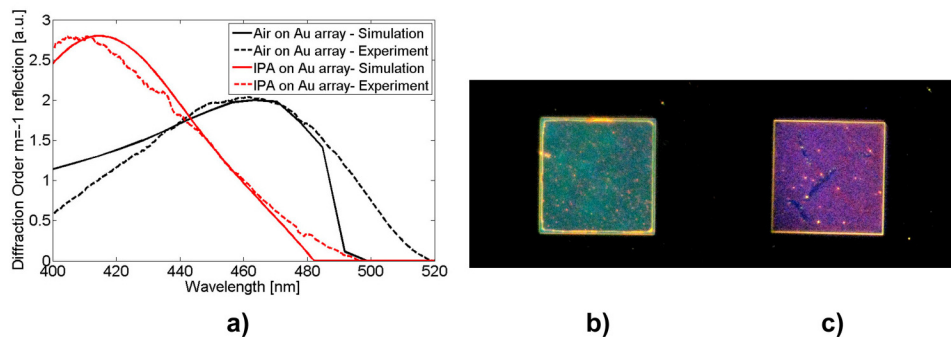 Diffraction Order m=-1 reflection [a.u.]
3
2.5
2
1.5
1
0.5
0
Air on Au array - Simulation
Air on Au array - Experiment
IPA on Au array- Simulation
IPA on Au array- Experiment
400 420 440 460 480 500 520
Wavelength [nm]
a) b) c)